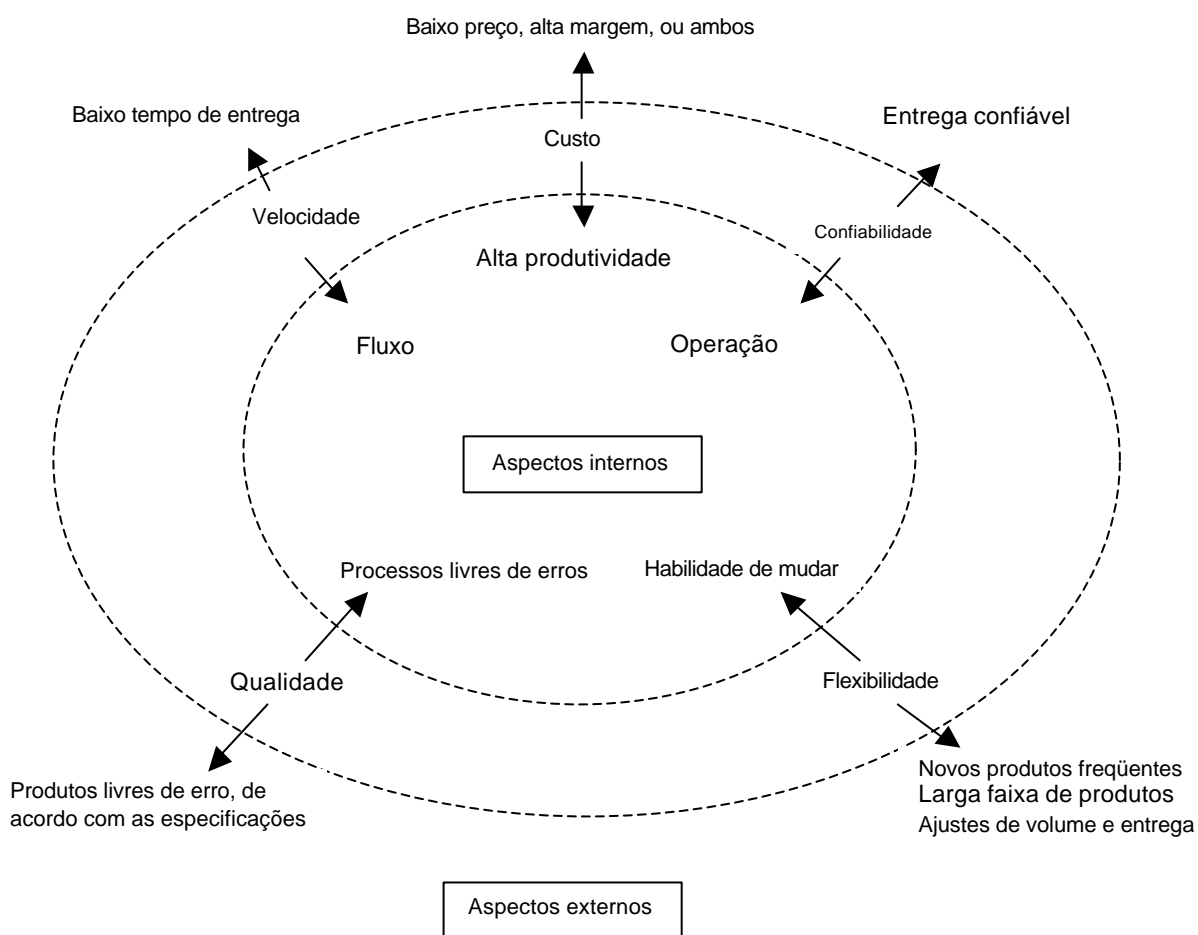 Baixo preço, alta margem, ou ambos
Baixo tempo de entrega
Entrega confiável
Custo
Velocidade
Confiabilidade
Alta produtividade
Fluxo
Operação
Aspectos internos
Processos livres de erros
Habilidade de mudar
Qualidade
Flexibilidade
Produtos livres de erro, de
acordo com as especificações
Novos produtos freqüentes
Larga faixa de produtos
Ajustes de volume e entrega
Aspectos externos